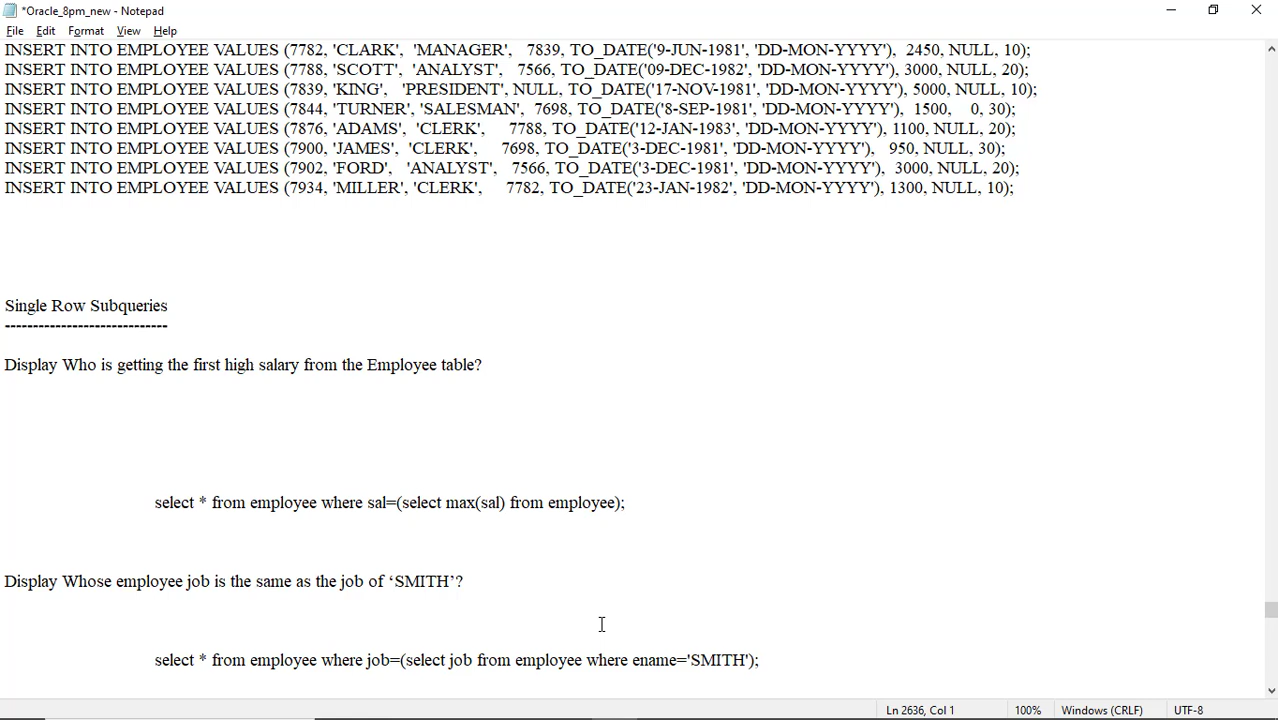 *Oracle_8pm_new - Notepad
File Edit Format View Help
INSERT INTO EMPLOYEE VALUES (7782, 'CLARK', 'MANAGER', 7839, TO_DATE('9-JUN-1981', 'DD-MON-YYYY'), 2450, NULL, 10);
INSERT INTO EMPLOYEE VALUES (7788, 'SCOTT', 'ANALYST', 7566, TO_DATE('09-DEC-1982', 'DD-MON-YYYY'), 3000, NULL, 20);
INSERT INTO EMPLOYEE VALUES (7839, 'KING', 'PRESIDENT', NULL, TO_DATE('17-NOV-1981', 'DD-MON-YYYY'), 5000, NULL, 10);
INSERT INTO EMPLOYEE VALUES (7844, 'TURNER', 'SALESMAN', 7698, TO_DATE('8-SEP-1981', 'DD-MON-YYYY'), 1500, 0, 30);
INSERT INTO EMPLOYEE VALUES (7876, 'ADAMS', 'CLERK', 7788, TO_DATE('12-JAN-1983', 'DD-MON-YYYY'), 1100, NULL, 20);
INSERT INTO EMPLOYEE VALUES (7900, 'JAMES', 'CLERK', 7698, TO_DATE('3-DEC-1981', 'DD-MON-YYYY'), 950, NULL, 30);
INSERT INTO EMPLOYEE VALUES (7902, 'FORD', 'ANALYST', 7566, TO_DATE('3-DEC-1981', 'DD-MON-YYYY'), 3000, NULL, 20);
INSERT INTO EMPLOYEE VALUES (7934, 'MILLER', 'CLERK', 7782, TO_DATE('23-JAN-1982', 'DD-MON-YYYY'), 1300, NULL, 10);
Single Row Subqueries
-----------------------------
Display Who is getting the first high salary from the Employee table?
select * from employee where sal=(select max(sal) from employee);
Display Whose employee job is the same as the job of ‘SMITH’?
select * from employee where job=(select job from employee where ename='SMITH');
Ln 2636, Col 1 100% Windows (CRLF) UTF-8